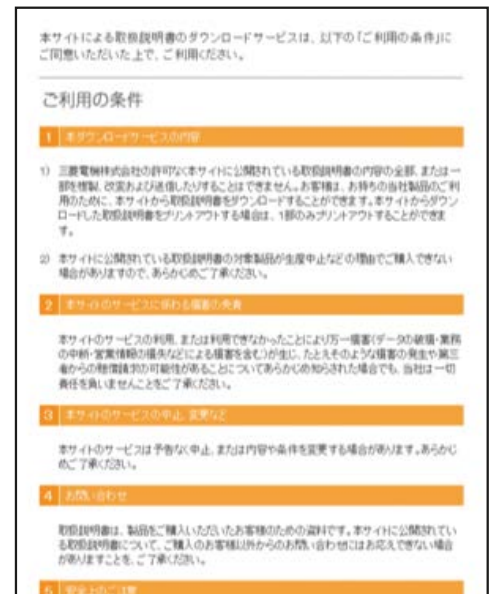 本サイトによる取扱説明書のダウンロードサービスは、以下の「ご利用の条件」に
ご同意いただいた上で、ご利用ください。
ご利用の条件
1 本ダウンロードサービスの内容
1) 三菱電機株式会社の許可なく本サイトに公開されている取扱説明書の内容の全部、または一
部を複製、改変および送信したりすることはできません。お客様は、お持ちの当社製品のご利
用のために、本サイトから取扱説明書をダウンロードすることができます。本サイトからダウン
ロードした取扱説明書をプリントアウトする場合は、1部のみプリントアウトすることができま
す。
2) 本サイトに公開されている取扱説明書の対象製品が生産中止などの理由でご購入できない
場合がありますので、あらかじめご了承ください。
2 本サイトのサービスに係わる損害の免責
本サイトのサービスの利用、または利用できなかったことにより万一損害(データの破損・業務
の中断・営業情報の損失などによる損害を含む)が生じ、たとえそのような損害の発生や第三
者からの賠償請求の可能性があることについてあらかじめ知らされた場合でも、当社は一切
責任を負いませんことをご了承ください。
3 本サイトのサービスの中止、変更など
本サイトのサービスは予告なく中止、または内容や条件を変更する場合があります。あらかじ
めご了承ください。
4 お問い合わせ
取扱説明書は、製品をご購入いただいたお客様のための資料です。本サイトに公開されてい
る取扱説明書について、ご購入のお客様以外からのお問い合わせにはお応えできない場合
がありますことを、ご了承ください。
5 安全上のご注意